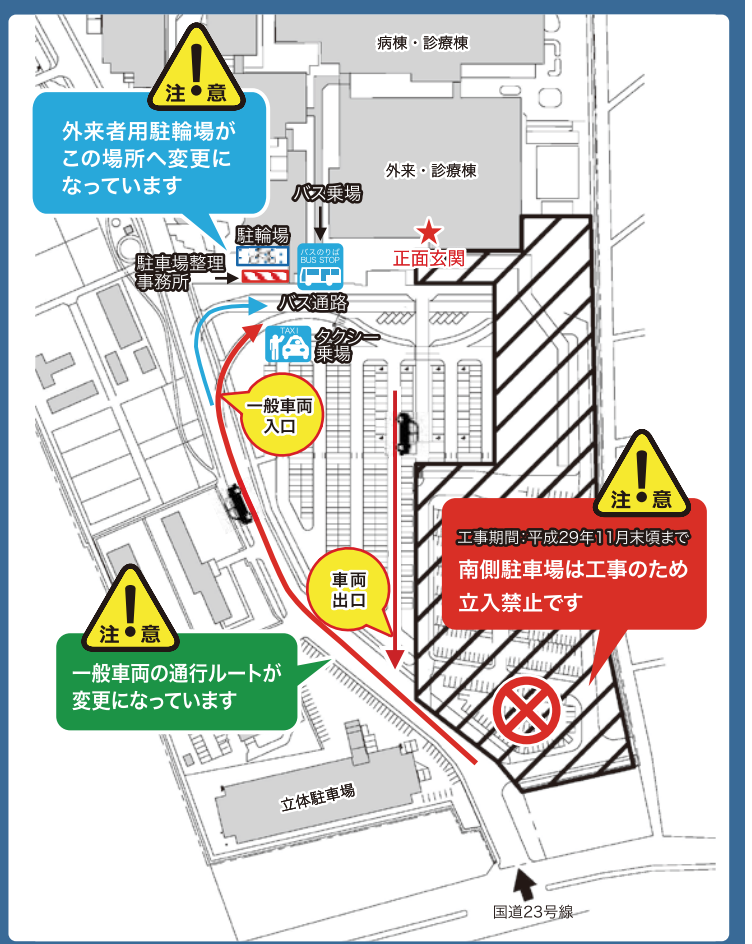 病棟・診療棟
注 意
外来者用駐輪場が
この場所へ変更に
なっています
外来・診療棟
バス乗場
正面玄関
駐輪場
バスのりば
BUS STOP
駐車場整理
事務所
バス通路
TAXI
タクシー
乗場
一般車両
入口
注 意
工事期間:平成29年11月末頃まで
南側駐車場は工事のため
立入禁止です
車両
出口
注 意
一般車両の通行ルートが
変更になっています
立体駐車場
国道23号線